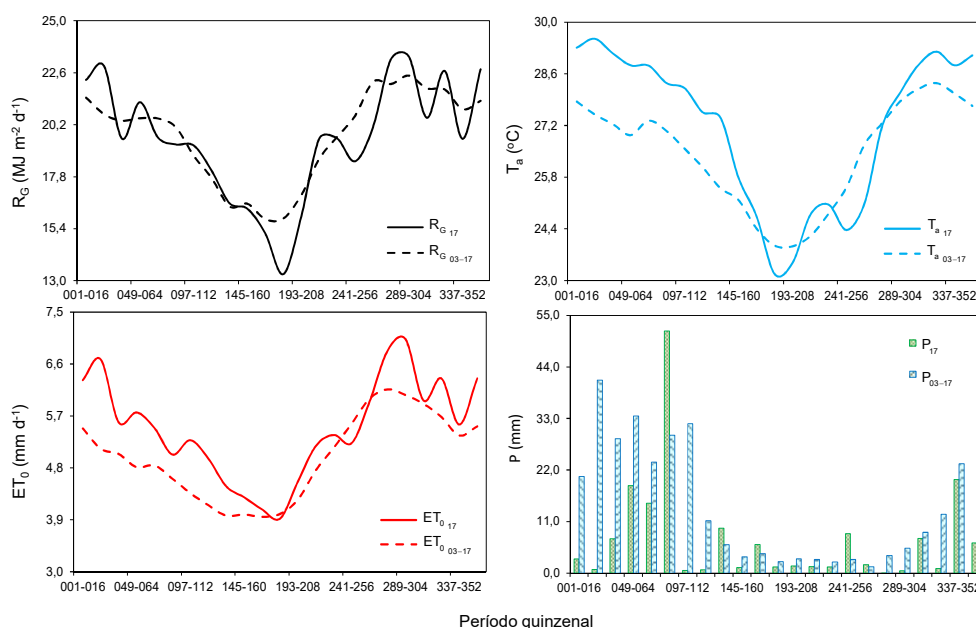 25,0
22,6
20,2
17,8
15,4
13,0
R_G (MJ m⁻² d⁻¹)
R_G 17
R_G 03–17
001-016 049-064 097-112 145-160 193-208 241-256 289-304 337-352
30,0
28,6
27,2
25,8
24,4
23,0
T_a (°C)
T_a 17
T_a 03–17
001-016 049-064 097-112 145-160 193-208 241-256 289-304 337-352
7,5
6,6
5,7
4,8
3,9
3,0
ET₀ (mm d⁻¹)
ET₀ 17
ET₀ 03–17
001-016 049-064 097-112 145-160 193-208 241-256 289-304 337-352
55,0
44,0
33,0
22,0
11,0
0,0
P (mm)
P₁₇
P₀₃₋₁₇
001-016 049-064 097-112 145-160 193-208 241-256 289-304 337-352
Período quinzenal